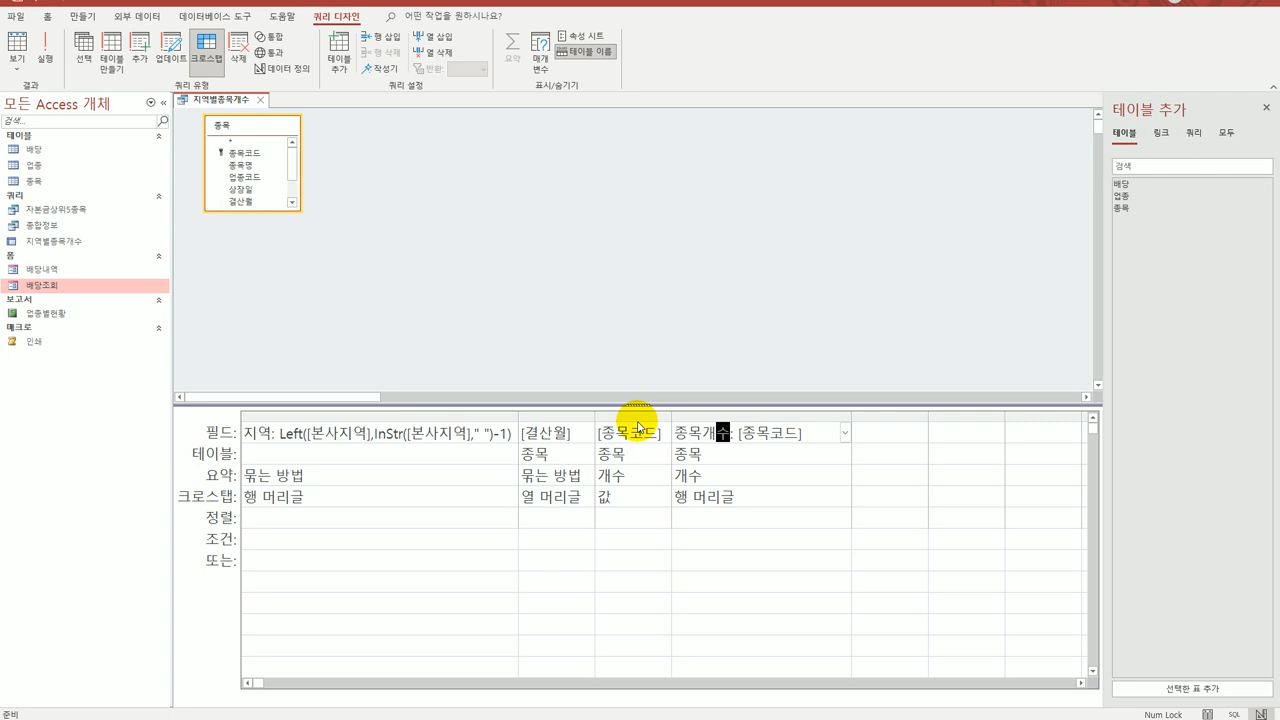 파일 홈 만들기 외부 데이터 데이터베이스 도구 도움말 쿼리 디자인 어떤 작업을 원하시나요?
보기 실행
선택 테이블 만들기 추가 업데이트 크로스탭 삭제
통합
통과
데이터 정의
테이블 추가
행 삽입
행 삭제
작성기
열 삽입
열 삭제
반환:
요약 매개 변수
속성 시트
테이블 이름
결과 쿼리 유형 쿼리 설정 표시/숨기기
모든 Access 개체
검색...
테이블
배당
업종
종목
쿼리
자본금상위5종목
종합정보
지역별종목개수
폼
배당내역
배당조회
보고서
업종별현황
매크로
인쇄
지역별종목개수
종목
*
종목코드
종목명
업종코드
상장일
결산월
필드: 지역: Left([본사지역],InStr([본사지역]," ")-1) [결산월] [종목코드] 종목개수: [종목코드]
테이블: 종목 종목 종목
요약: 묶는 방법 묶는 방법 개수 개수
크로스탭: 행 머리글 열 머리글 값 행 머리글
정렬:
조건:
또는:
테이블 추가
테이블 링크 쿼리 모두
검색
배당
업종
종목
선택한 표 추가
준비
Num Lock
SQL